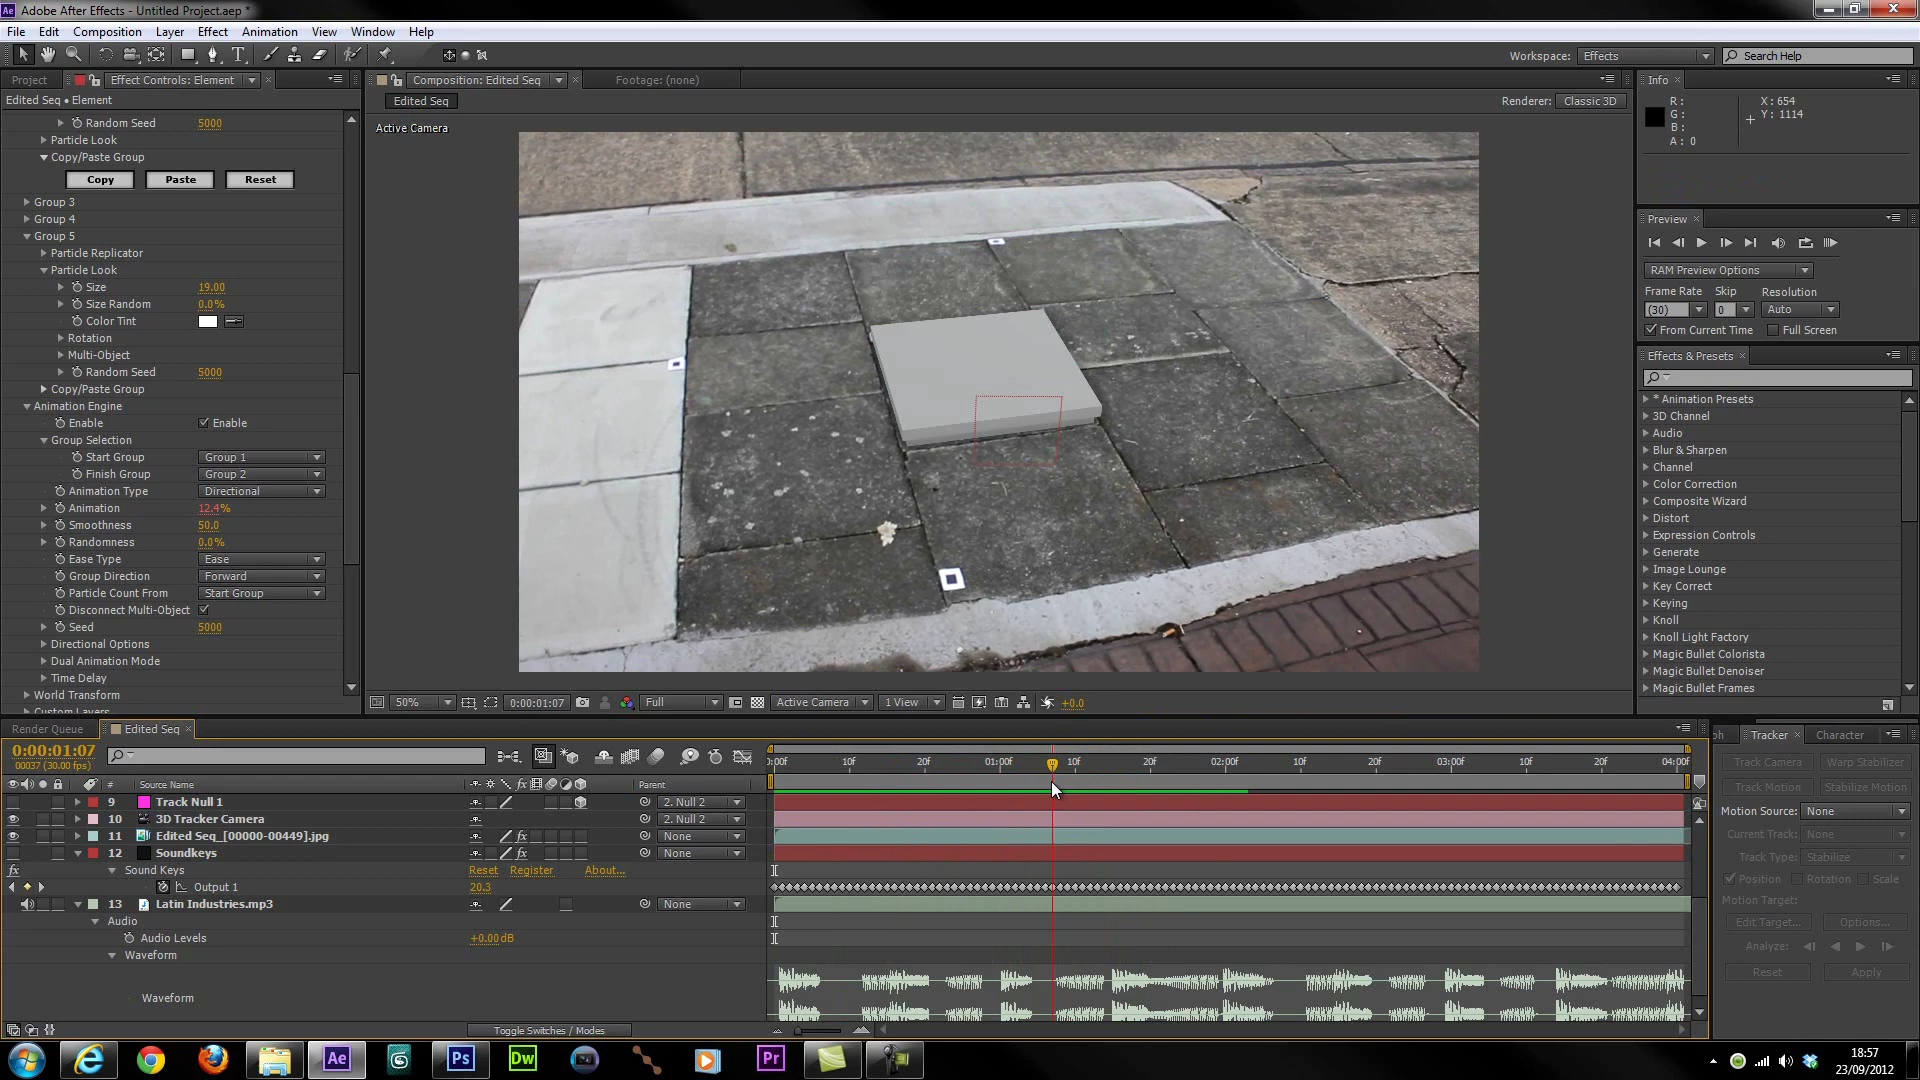 Ae Adobe After Effects - Untitled Project.aep *
File Edit Composition Layer Effect Animation View Window Help
T
Workspace: Effects
Search Help
Project Effect Controls: Element
Edited Seq • Element
Random Seed 5000
Particle Look
Copy/Paste Group
Copy Paste Reset
Group 3
Group 4
Group 5
Particle Replicator
Particle Look
Size 19.00
Size Random 0.0%
Color Tint
Rotation
Multi-Object
Random Seed 5000
Copy/Paste Group
Animation Engine
Enable Enable
Group Selection
Start Group Group 1
Finish Group Group 2
Animation Type Directional
Animation 12.4%
Smoothness 50.0
Randomness 0.0%
Ease Type Ease
Group Direction Forward
Particle Count From Start Group
Disconnect Multi-Object
Seed 5000
Directional Options
Dual Animation Mode
Time Delay
World Transform
Custom Layers
Composition: Edited Seq Footage: (none)
Edited Seq
Renderer: Classic 3D
Active Camera
50% 0:00:01:07 Full Active Camera 1 View +0.0
Info
R:
G:
B:
A: 0
X: 654
Y: 1114
Preview
RAM Preview Options
Frame Rate Skip Resolution
(30) 0 Auto
From Current Time Full Screen
Effects & Presets
* Animation Presets
3D Channel
Audio
Blur & Sharpen
Channel
Color Correction
Composite Wizard
Distort
Expression Controls
Generate
Image Lounge
Key Correct
Keying
Knoll
Knoll Light Factory
Magic Bullet Colorista
Magic Bullet Denoiser
Magic Bullet Frames
Render Queue Edited Seq
0:00:01:07
00037 (30.00 fps)
0:00f 10f 20f 01:00f 10f 20f 02:00f 10f 20f 03:00f 10f 20f 04:00f
# Source Name fx Parent
9 Track Null 1 2. Null 2
10 3D Tracker Camera 2. Null 2
11 Edited Seq_[00000-00449].jpg fx None
12 Soundkeys fx None
fx Sound Keys Reset Register About...
Output 1 20.3
13 Latin Industries.mp3 None
Audio
Audio Levels +0.00dB
Waveform
Waveform
Toggle Switches / Modes
ph Tracker Character
Track Camera Warp Stabilizer
Track Motion Stabilize Motion
Motion Source: None
Current Track: None
Track Type: Stabilize
Position Rotation Scale
Motion Target:
Edit Target... Options...
Analyze:
Reset Apply
Ae Ps Dw Pr
18:57
23/09/2012